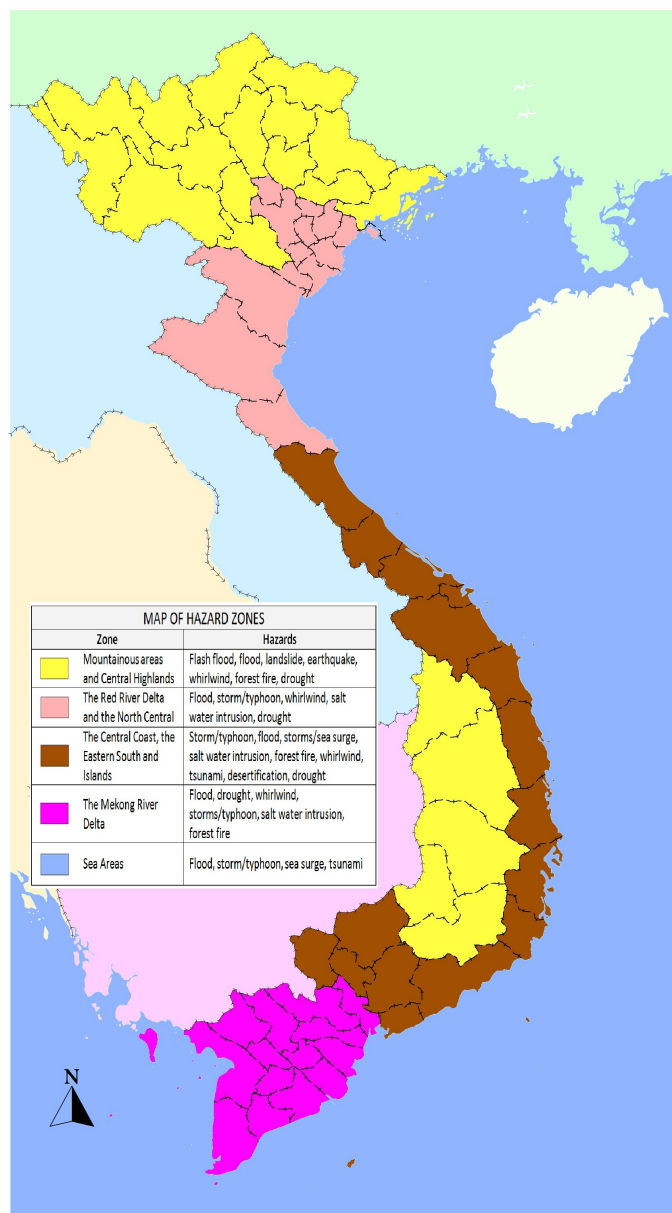 MAP OF HAZARD ZONES
Zone
Hazards
Mountainous areas
and Central Highlands
Flash flood, flood, landslide, earthquake,
whirlwind, forest fire, drought
The Red River Delta
and the North Central
Flood, storm/typhoon, whirlwind, salt
water intrusion, drought
The Central Coast, the
Eastern South and
Islands
Storm/typhoon, flood, storms/sea surge,
salt water intrusion, forest fire, whirlwind,
tsunami, desertification, drought
The Mekong River
Delta
Flood, drought, whirlwind,
storms/typhoon, salt water intrusion,
forest fire
Sea Areas
Flood, storm/typhoon, sea surge, tsunami
N